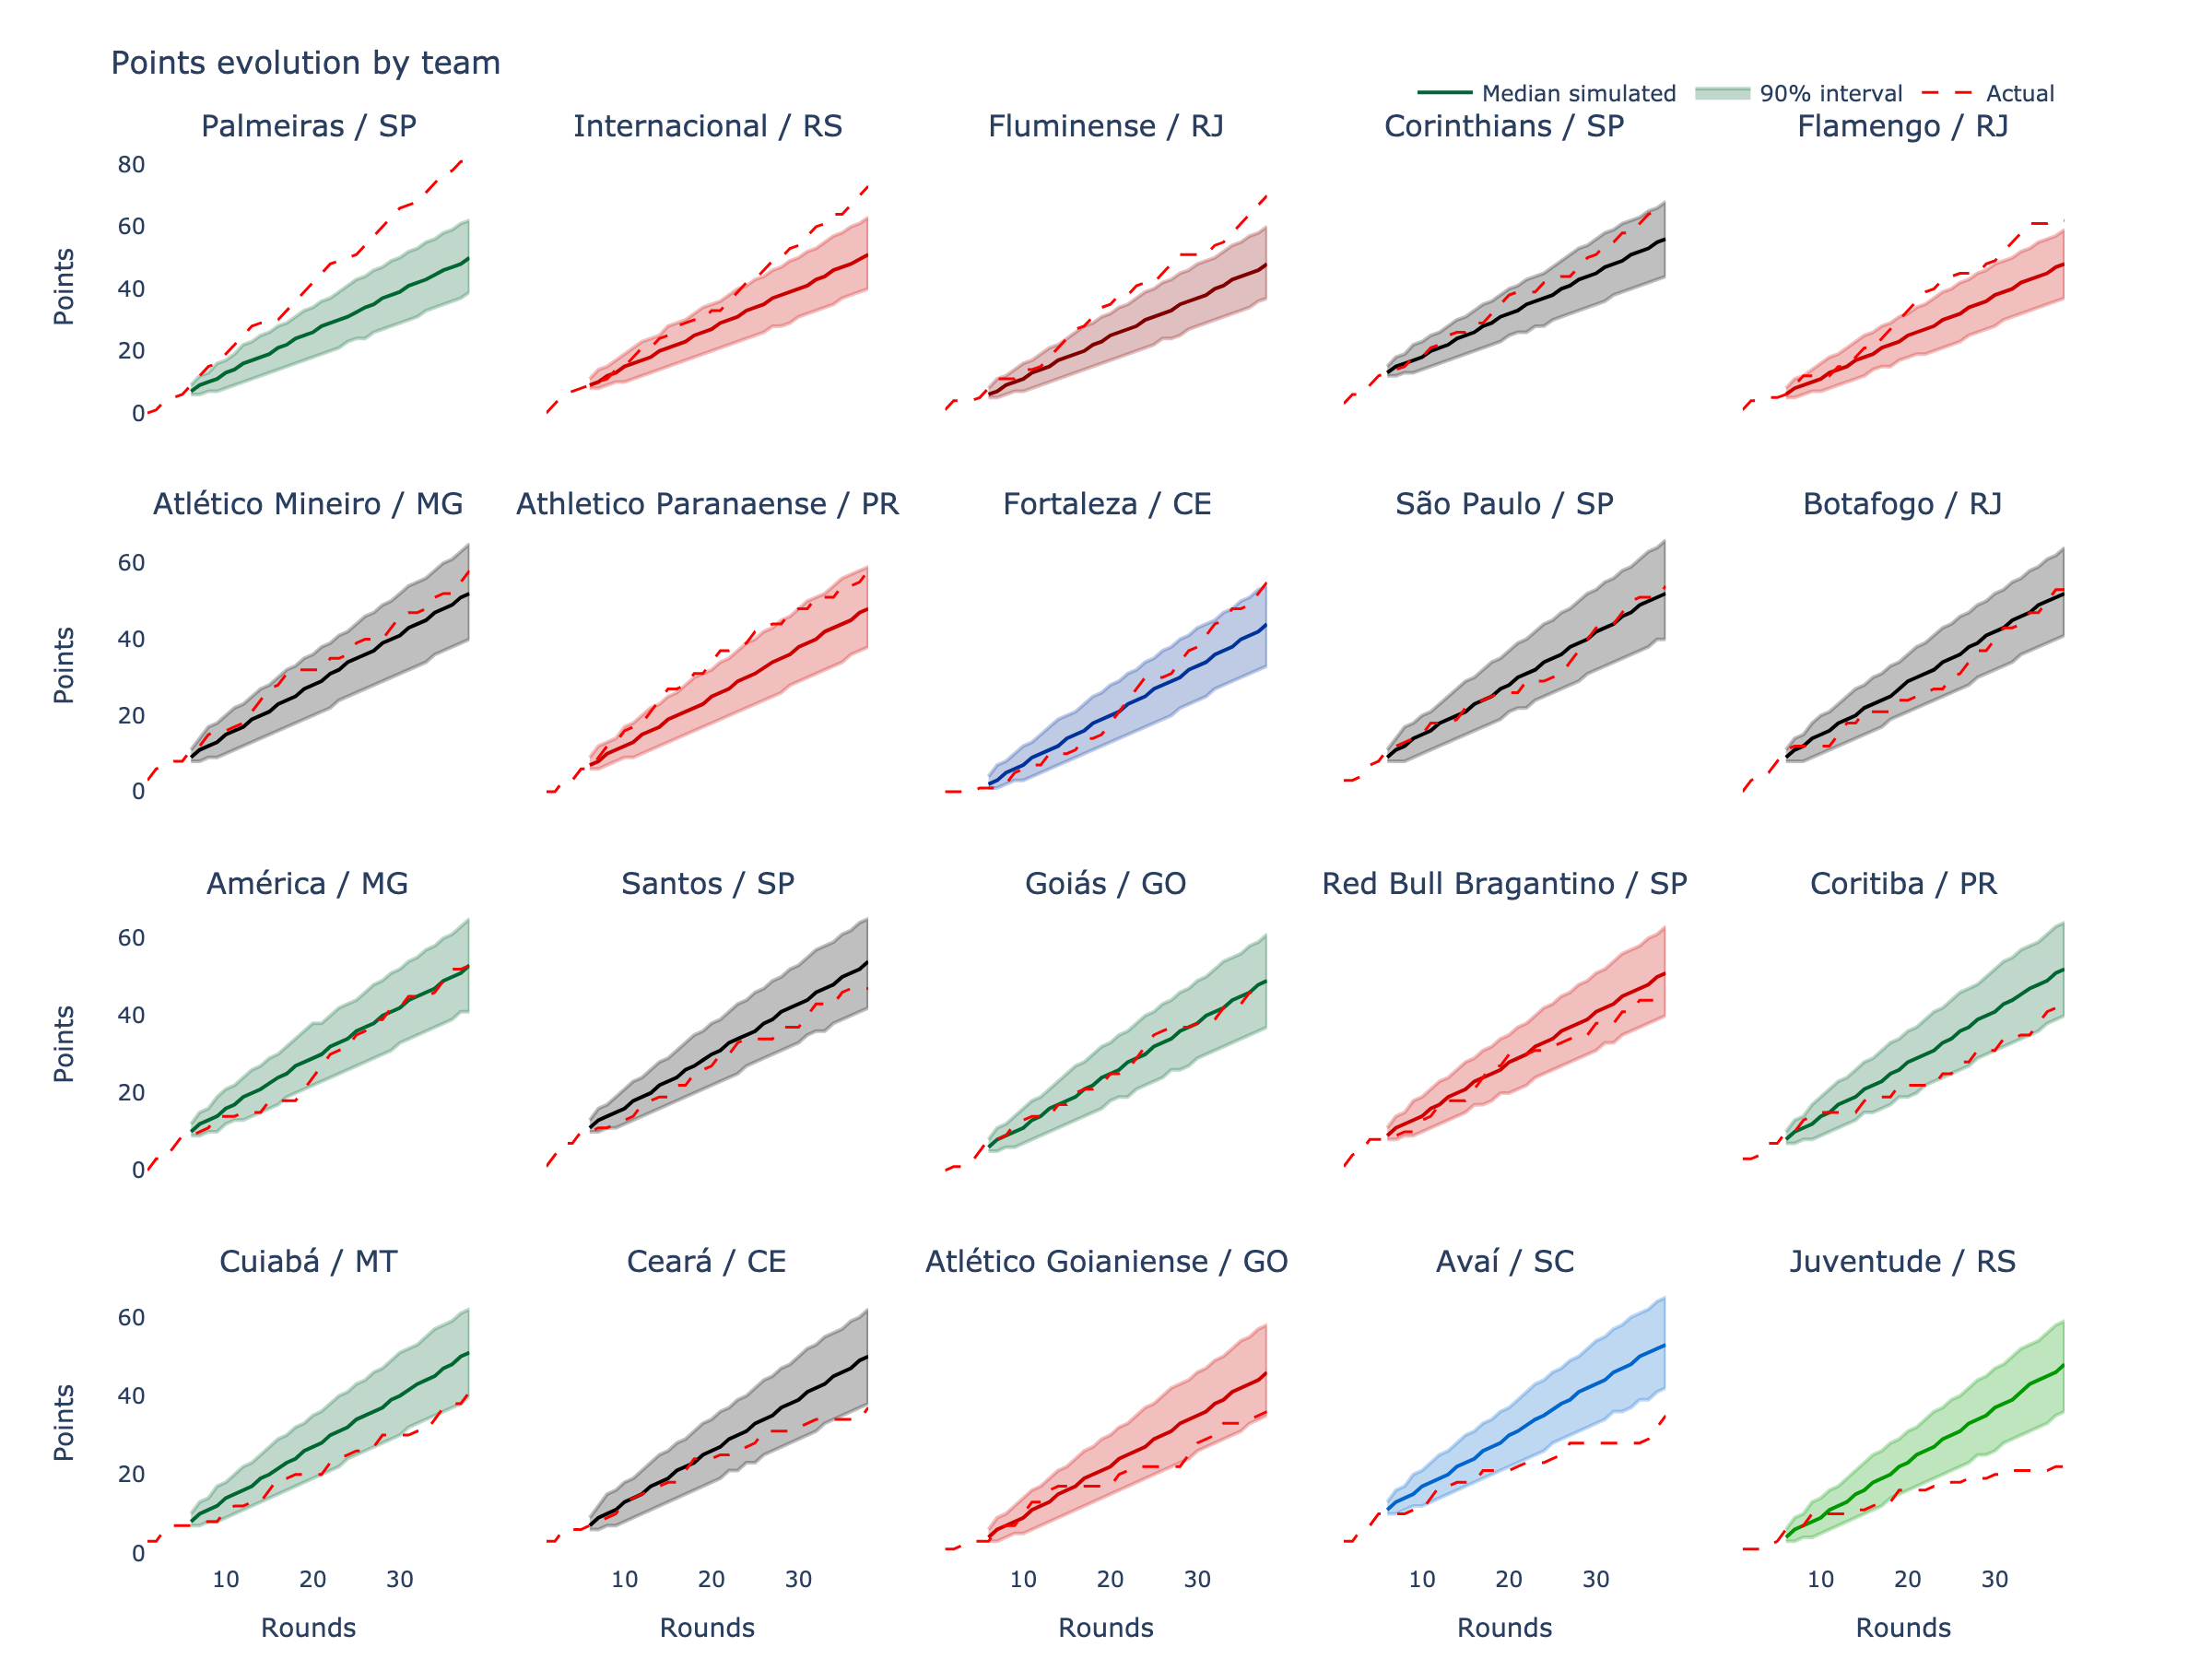 Points evolution by team
Median simulated 90% interval Actual
Palmeiras / SP Internacional / RS Fluminense / RJ Corinthians / SP Flamengo / RJ
80
60
40
20
0
Points
Atlético Mineiro / MG Athletico Paranaense / PR Fortaleza / CE São Paulo / SP Botafogo / RJ
60
40
20
0
Points
América / MG Santos / SP Goiás / GO Red Bull Bragantino / SP Coritiba / PR
60
40
20
0
Points
Cuiabá / MT Ceará / CE Atlético Goianiense / GO Avaí / SC Juventude / RS
60
40
20
0
Points
10 20 30 10 20 30 10 20 30 10 20 30 10 20 30
Rounds Rounds Rounds Rounds Rounds